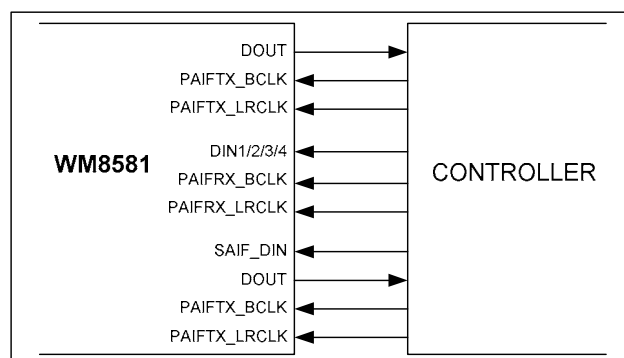 DOUT
PAIFTX_BCLK
PAIFTX_LRCLK
DIN1/2/3/4
WM8581
PAIFRX_BCLK
CONTROLLER
PAIFRX_LRCLK
SAIF_DIN
DOUT
PAIFTX_BCLK
PAIFTX_LRCLK